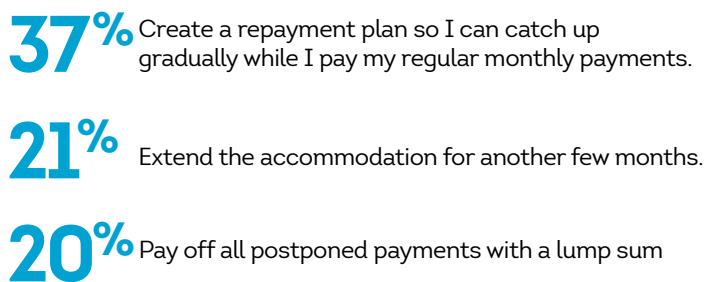 37% Create a repayment plan so I can catch up
gradually while I pay my regular monthly payments.
21% Extend the accommodation for another few months.
20% Pay off all postponed payments with a lump sum